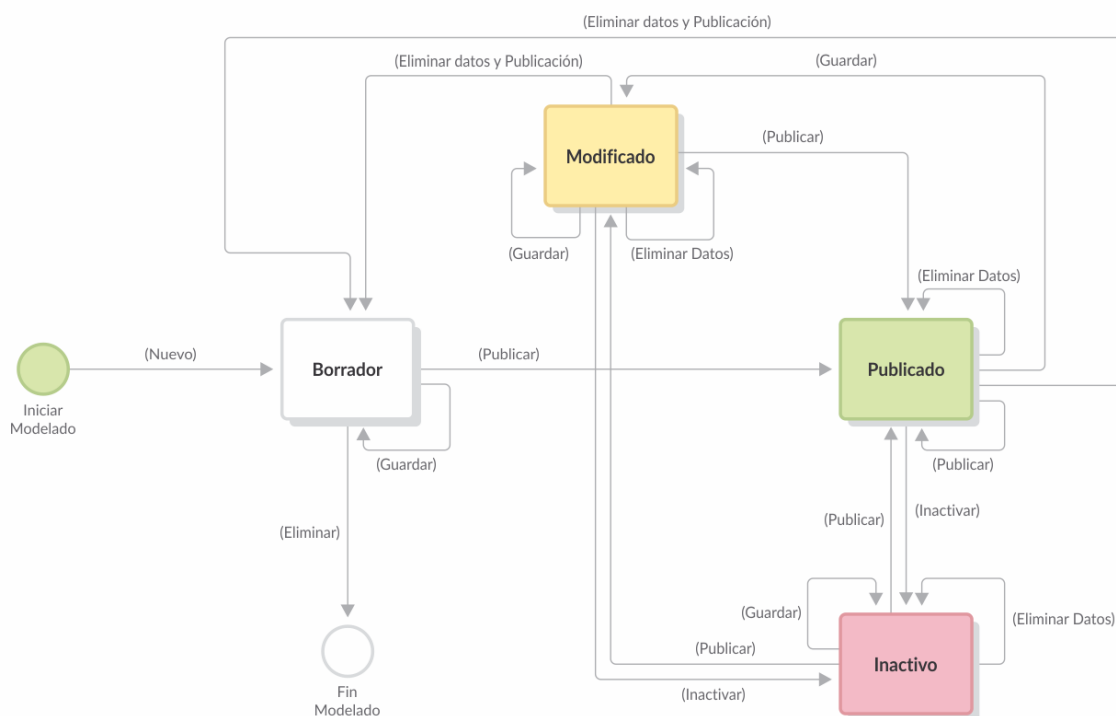 (Eliminar datos y Publicación)
(Eliminar datos y Publicación)
(Guardar)
(Publicar)
Modificado
(Guardar)
(Eliminar Datos)
(Eliminar Datos)
(Nuevo)
(Publicar)
Borrador
Publicado
Iniciar
Modelado
(Guardar)
(Publicar)
(Eliminar)
(Publicar)
(Inactivar)
(Guardar)
(Eliminar Datos)
(Publicar)
Inactivo
(Inactivar)
Fin
Modelado